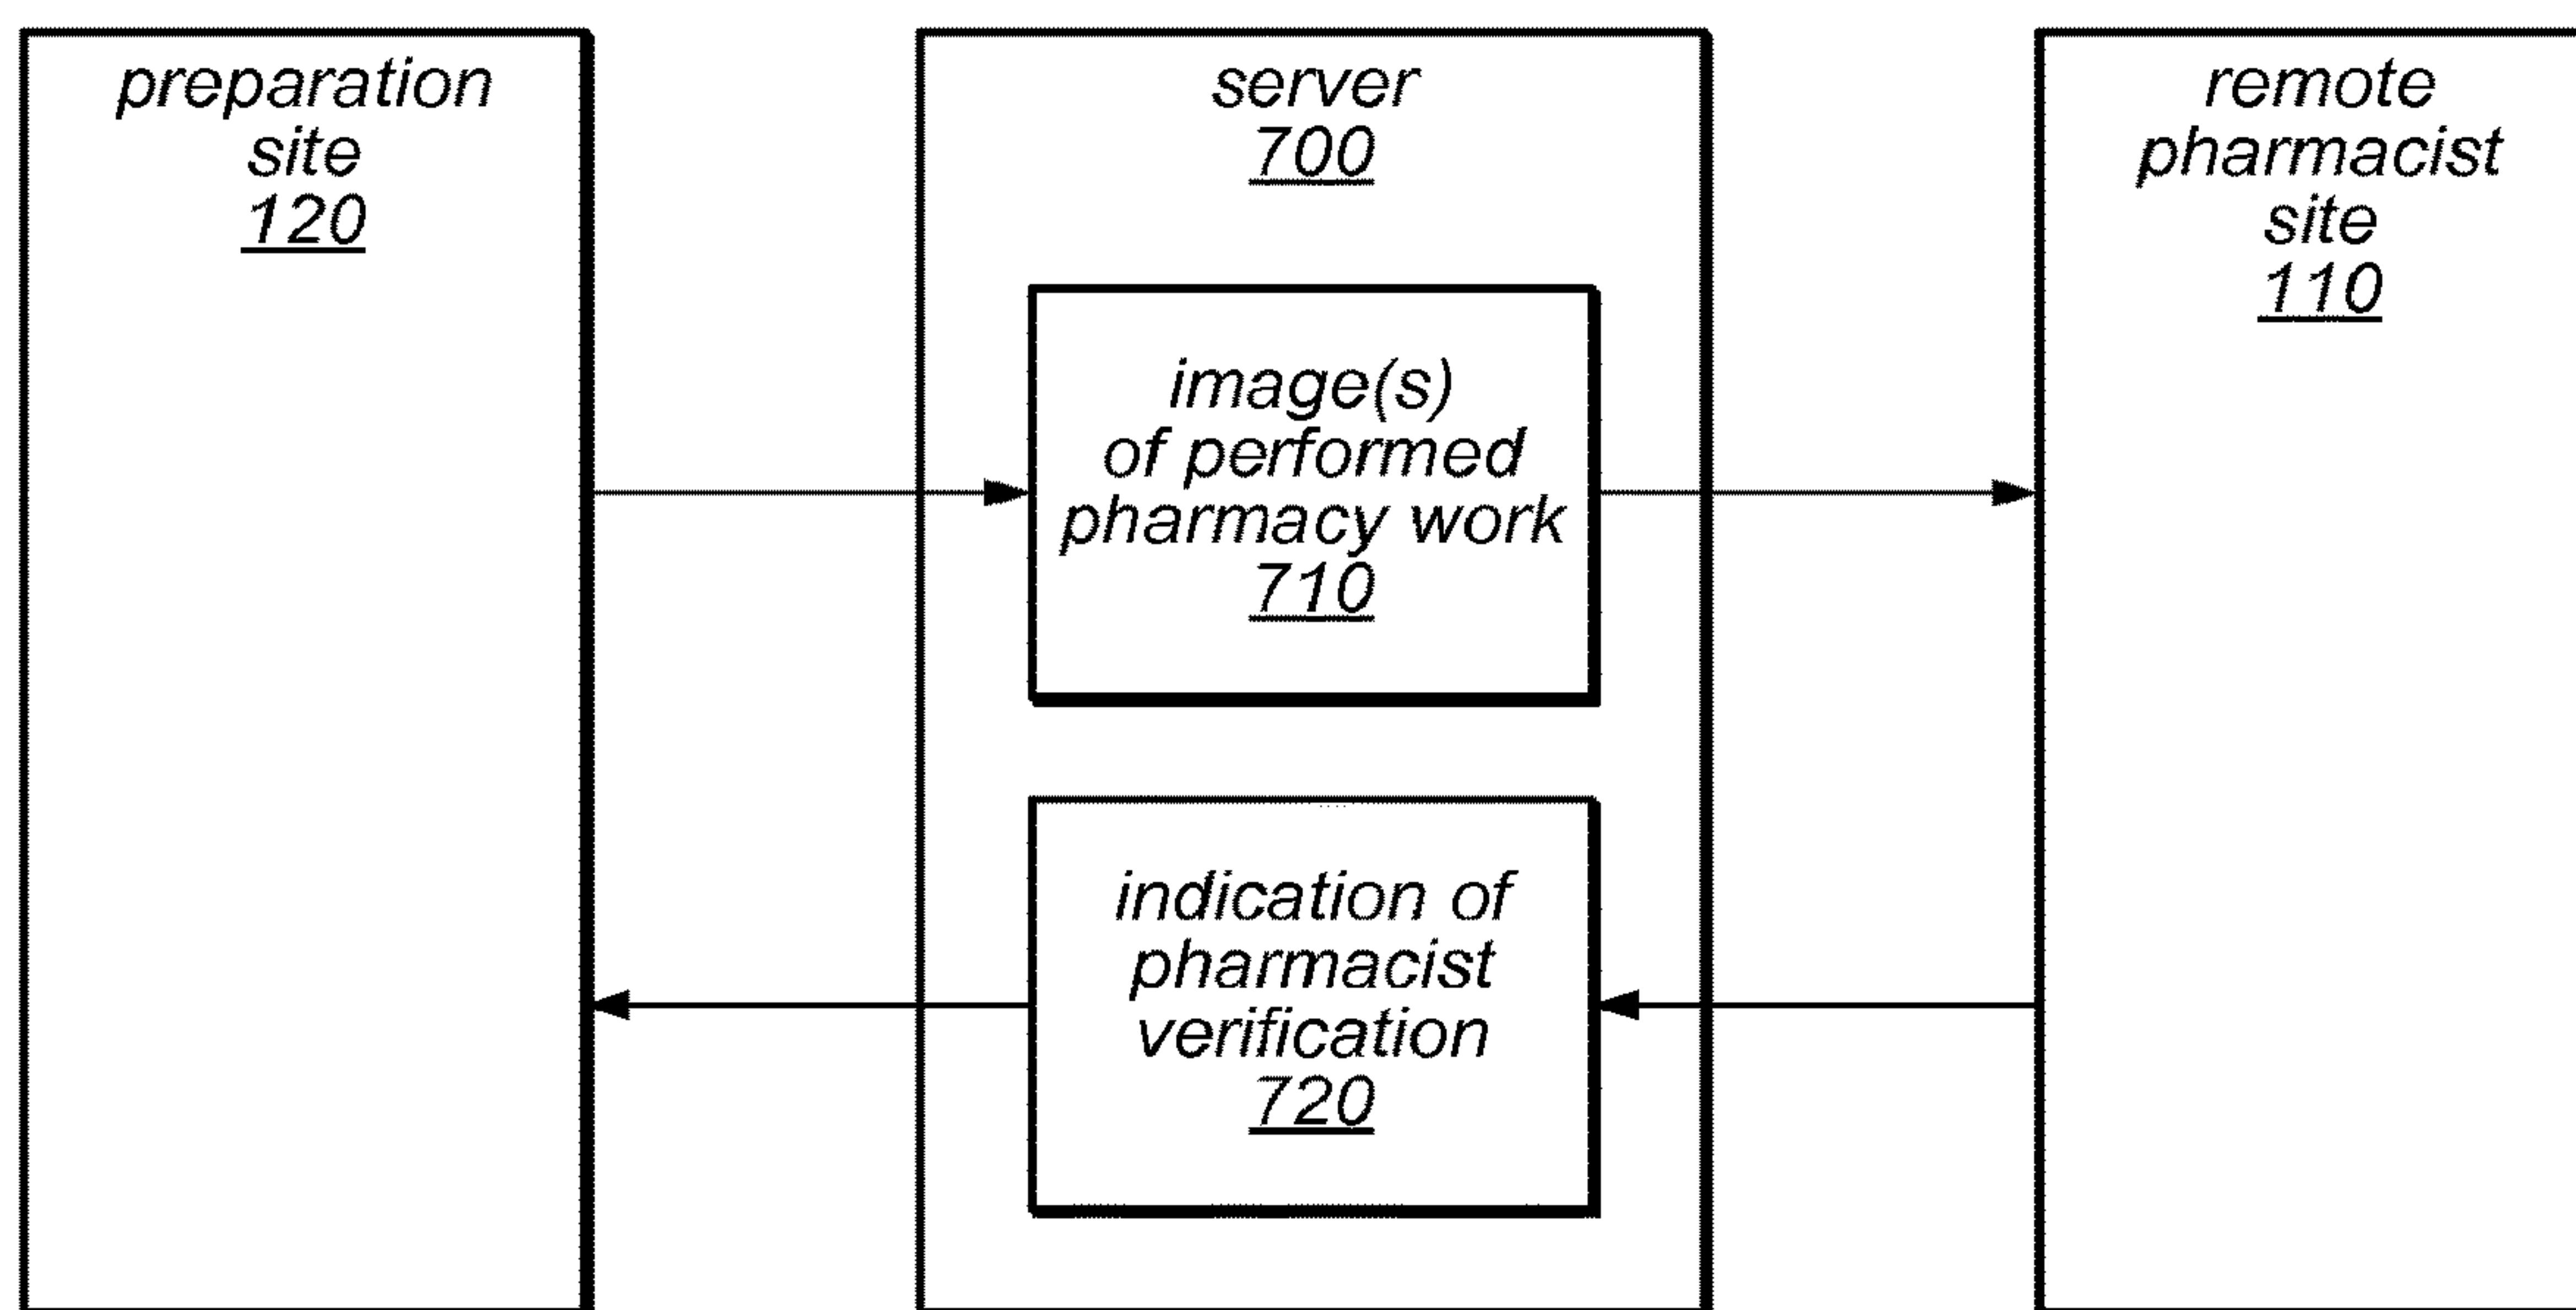 preparation
site
120
server
700
remote
pharmacist
site
110
image(s)
of performed
pharmacy work
710
indication of
pharmacist
verification
720